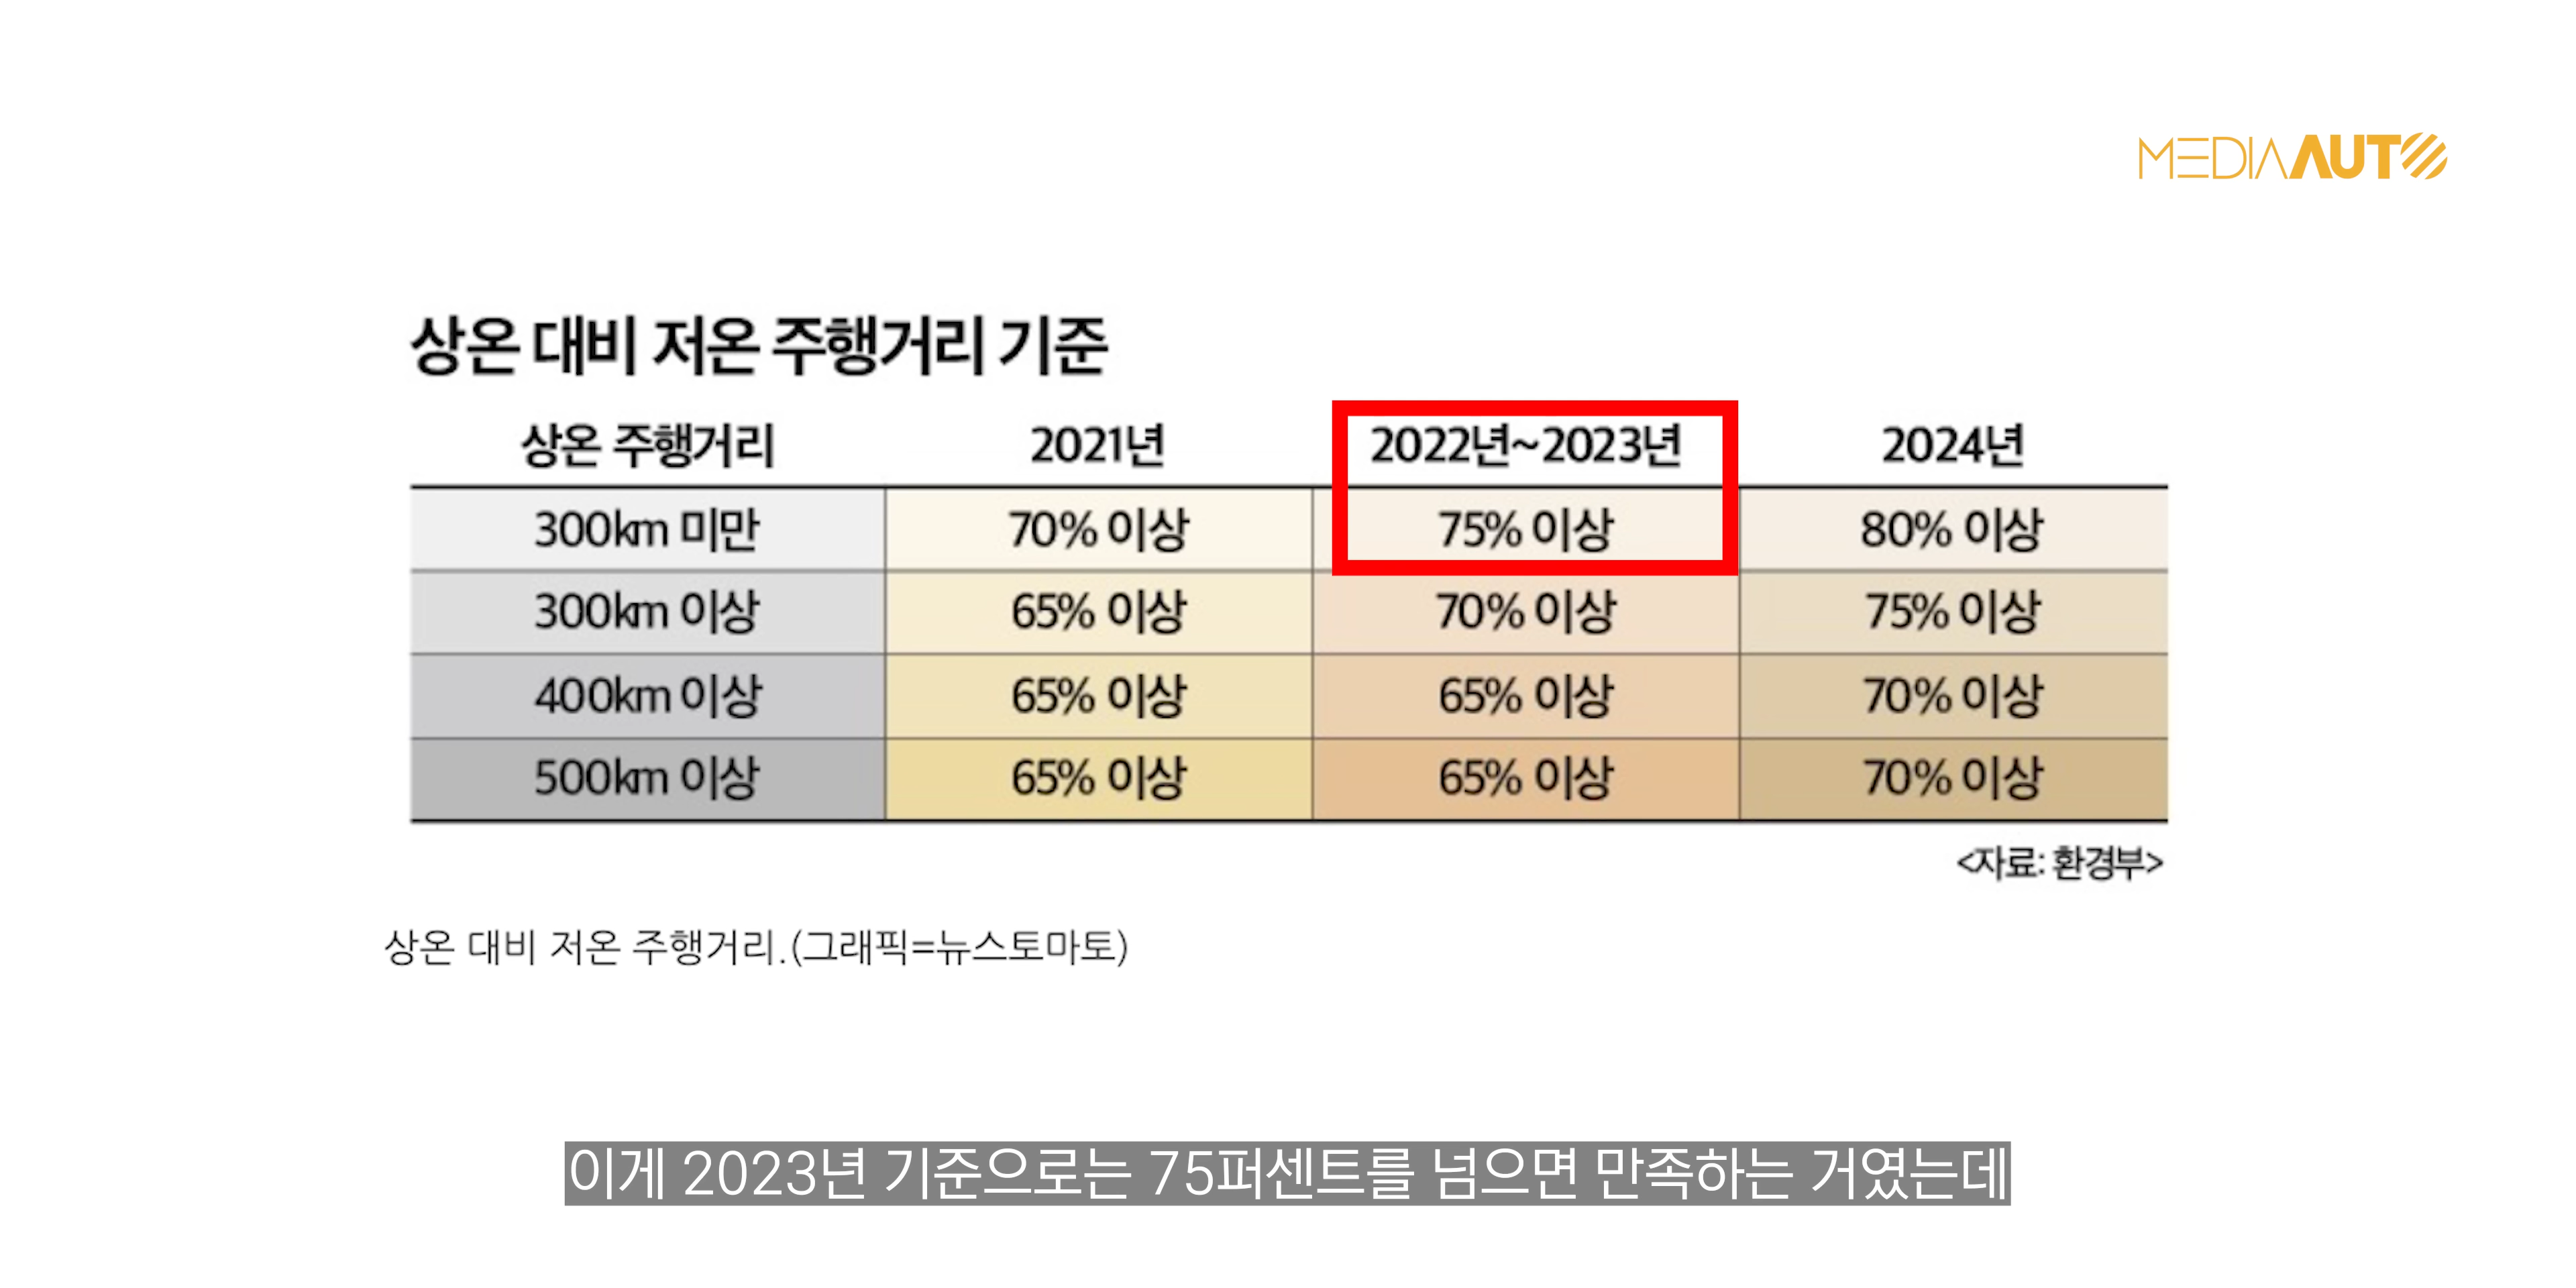 MEDIAAUTO
상온 대비 저온 주행거리 기준
상온 주행거리 2021년 2022년~2023년 2024년
300km 미만 70% 이상 75% 이상 80% 이상
300km 이상 65% 이상 70% 이상 75% 이상
400km 이상 65% 이상 65% 이상 70% 이상
500km 이상 65% 이상 65% 이상 70% 이상
<자료: 환경부>
상온 대비 저온 주행거리.(그래픽=뉴스토마토)
이게 2023년 기준으로는 75퍼센트를 넘으면 만족하는 거였는데